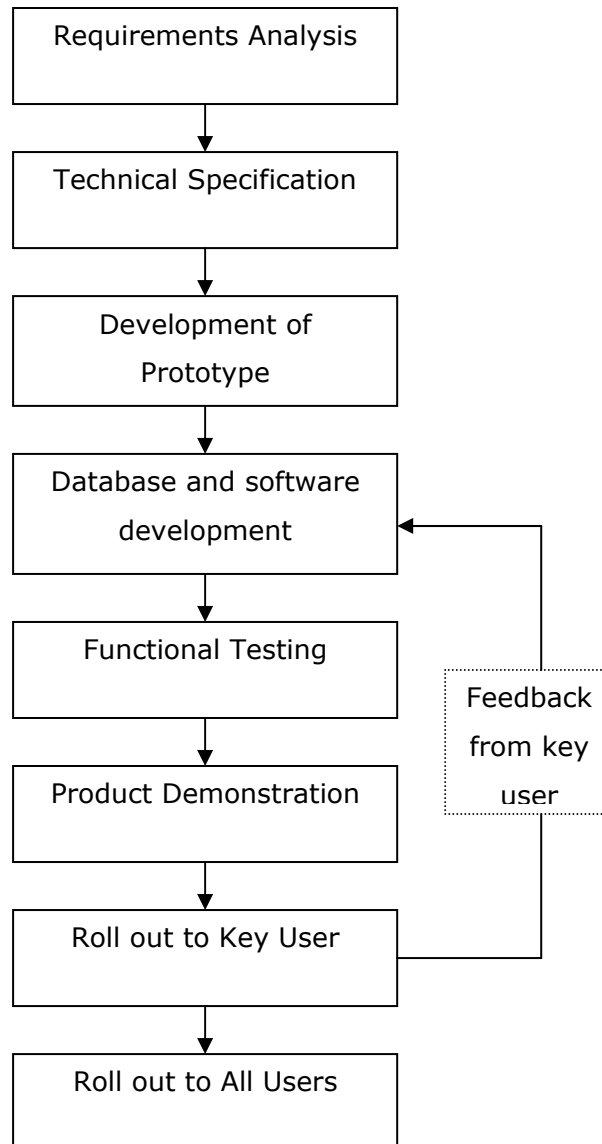 Requirements Analysis
Technical Specification
Development of
Prototype
Database and software
development
Functional Testing
Feedback
from key
user
Product Demonstration
Roll out to Key User
Roll out to All Users